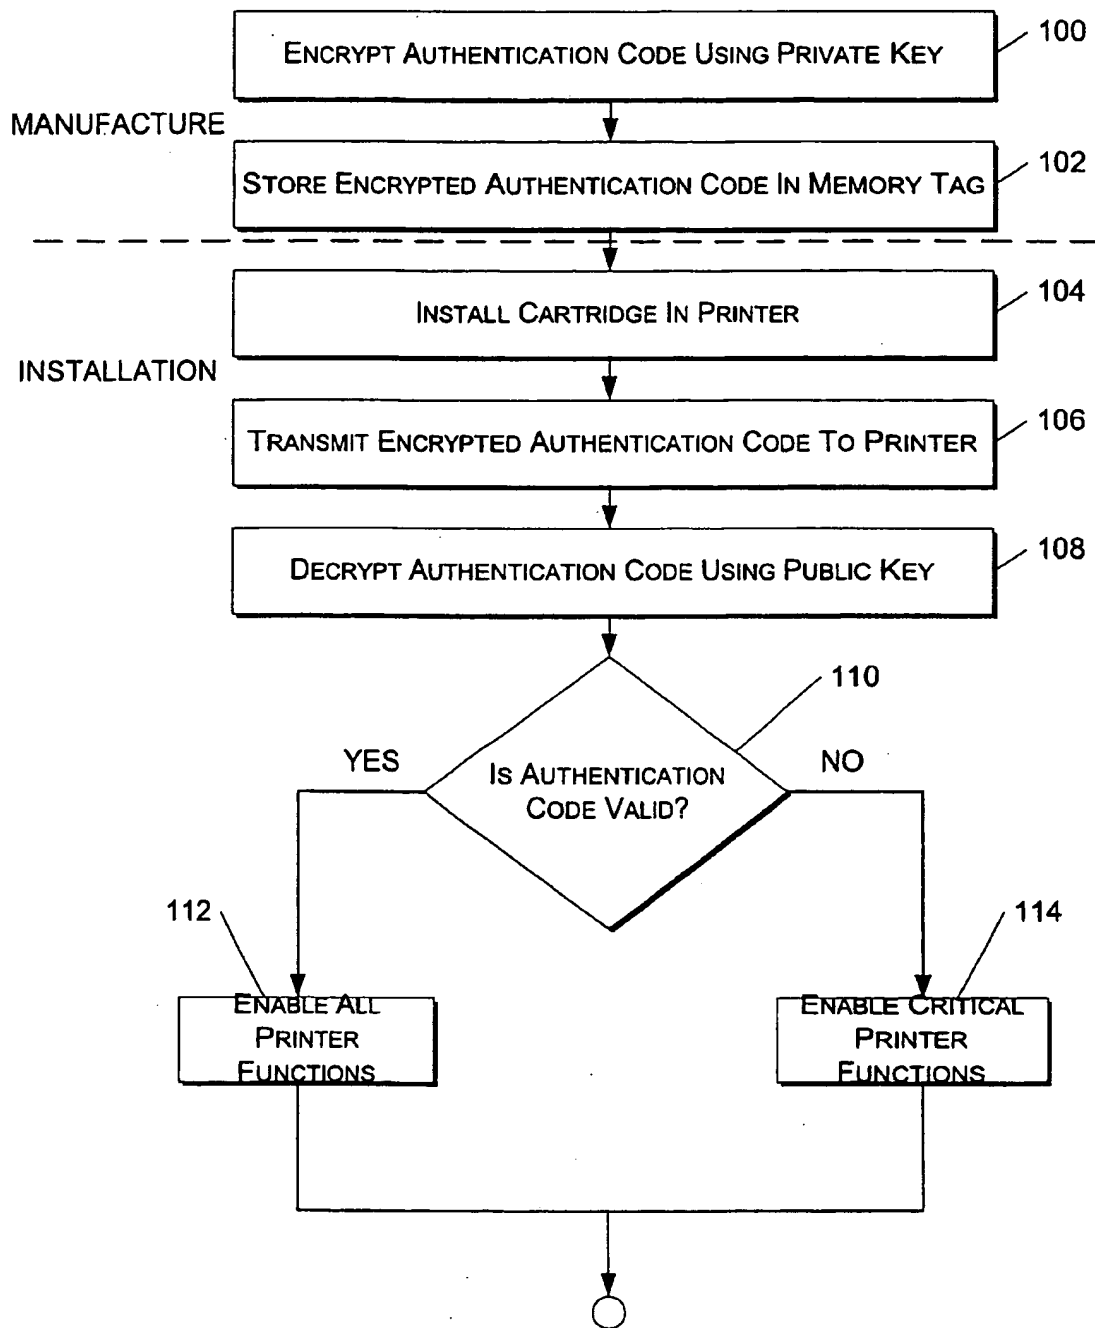 ENCRYPT AUTHENTICATION CODE USING PRIVATE KEY
100
MANUFACTURE
STORE ENCRYPTED AUTHENTICATION CODE IN MEMORY TAG
102
INSTALL CARTRIDGE IN PRINTER
104
INSTALLATION
TRANSMIT ENCRYPTED AUTHENTICATION CODE TO PRINTER
106
DECRYPT AUTHENTICATION CODE USING PUBLIC KEY
108
110
YES
IS AUTHENTICATION
CODE VALID?
NO
112
ENABLE ALL
PRINTER
FUNCTIONS
114
ENABLE CRITICAL
PRINTER
FUNCTIONS